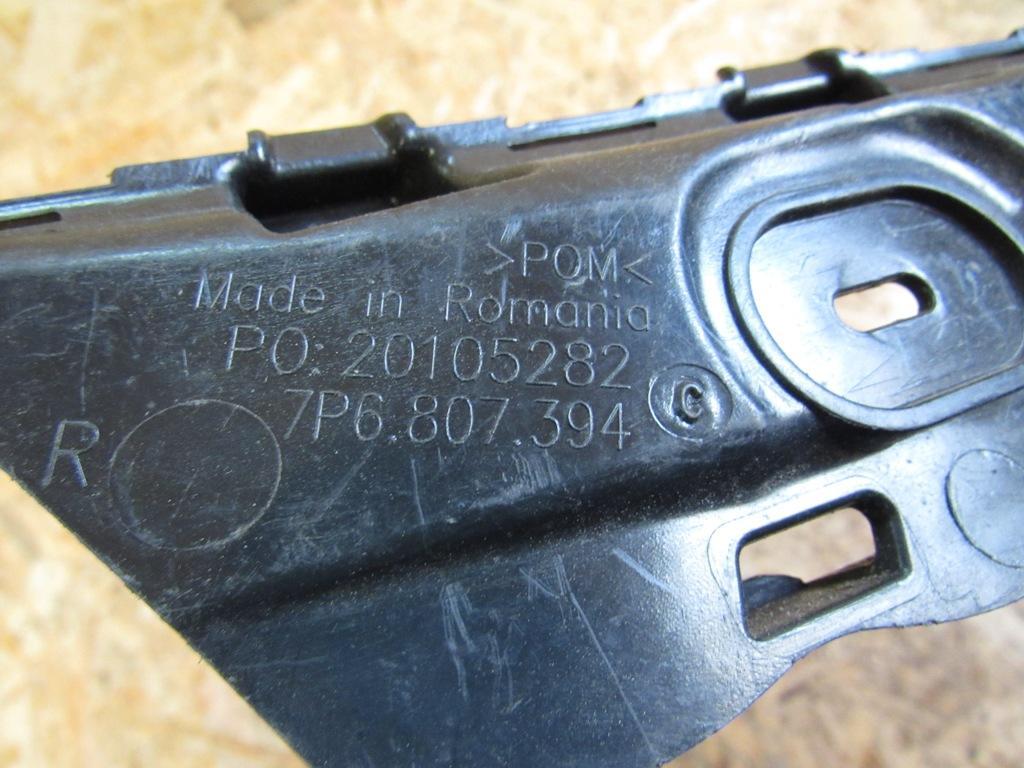 >POM<
Made in Romania
PO: 20105282
7P6.807.394 C
R